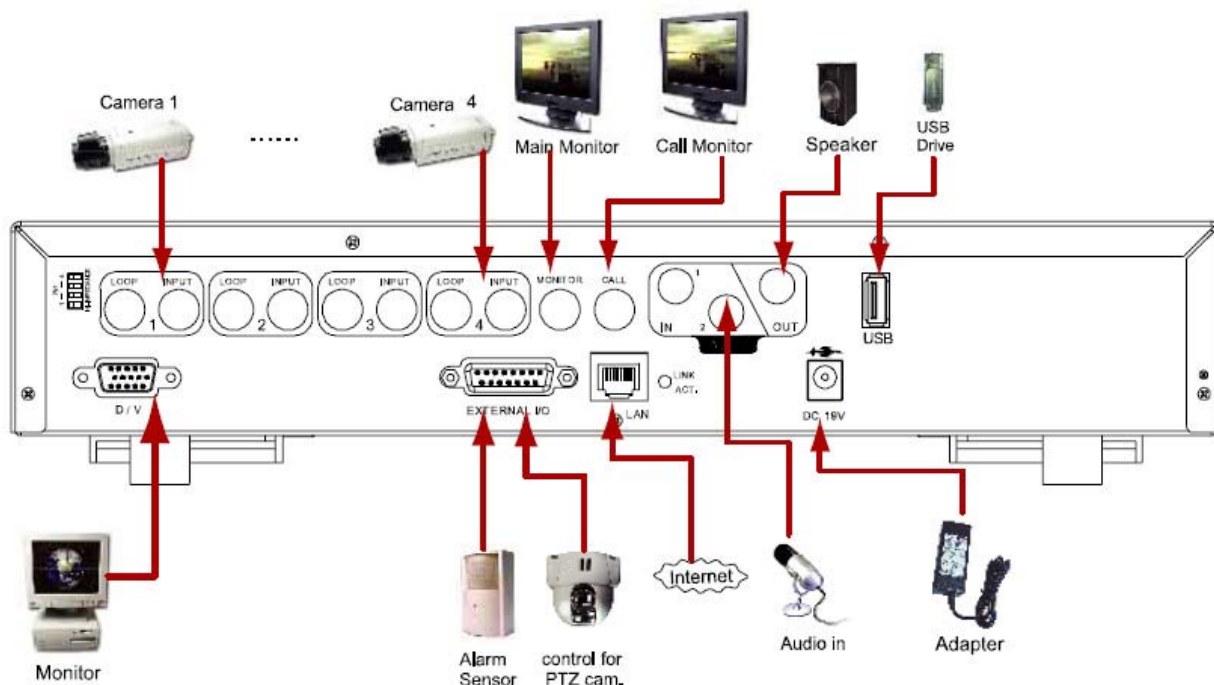 Camera 1
......
Camera 4
Main Monitor
Call Monitor
Speaker
USB
Drive
LOOP INPUT
1
LOOP INPUT
2
LOOP INPUT
3
LOOP INPUT
4
MONITOR
CALL
1
IN
2
OUT
USB
D / V
EXTERNAL I/O
LAN
LINK
ACT.
DC 19V
Monitor
Alarm
Sensor
control for
PTZ cam.
Internet
Audio in
Adapter